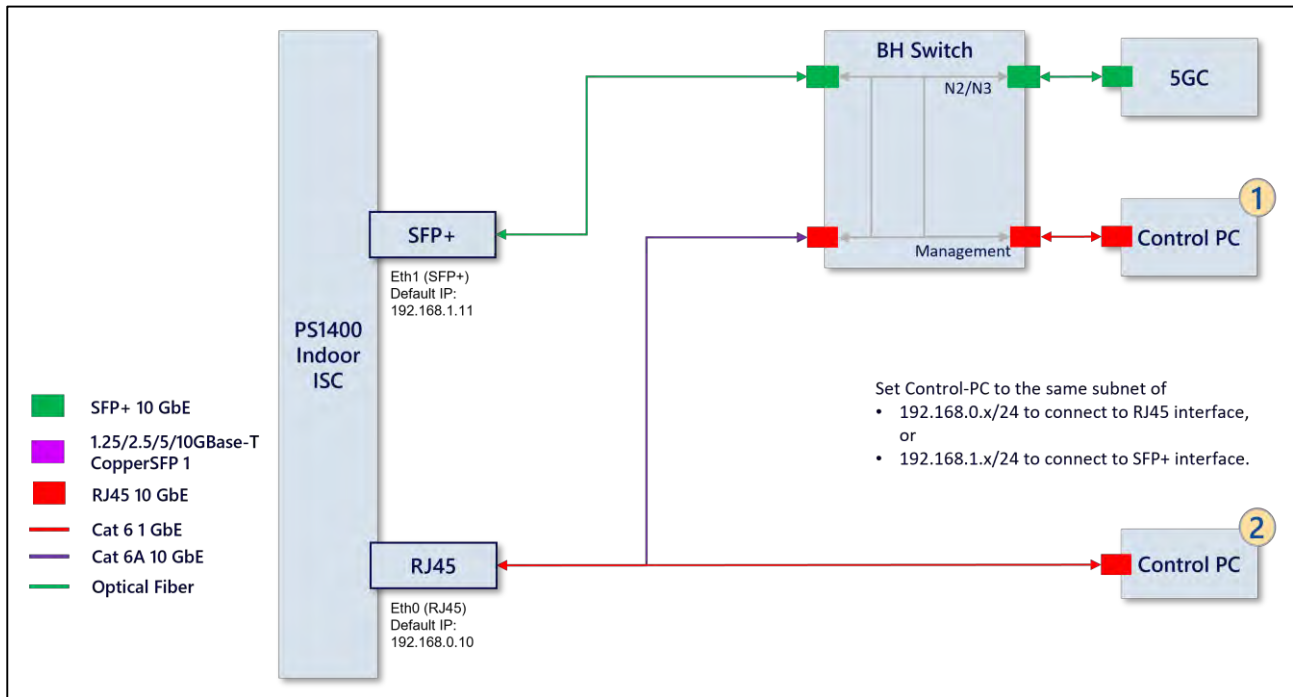 BH Switch
N2/N3
5GC
1
Control PC
Management
SFP+
Eth1 (SFP+)
Default IP:
192.168.1.11
PS1400
Indoor
ISC
Set Control-PC to the same subnet of
• 192.168.0.x/24 to connect to RJ45 interface,
or
• 192.168.1.x/24 to connect to SFP+ interface.
SFP+ 10 GbE
1.25/2.5/5/10GBase-T
CopperSFP 1
RJ45 10 GbE
Cat 6 1 GbE
Cat 6A 10 GbE
Optical Fiber
RJ45
Eth0 (RJ45)
Default IP:
192.168.0.10
2
Control PC